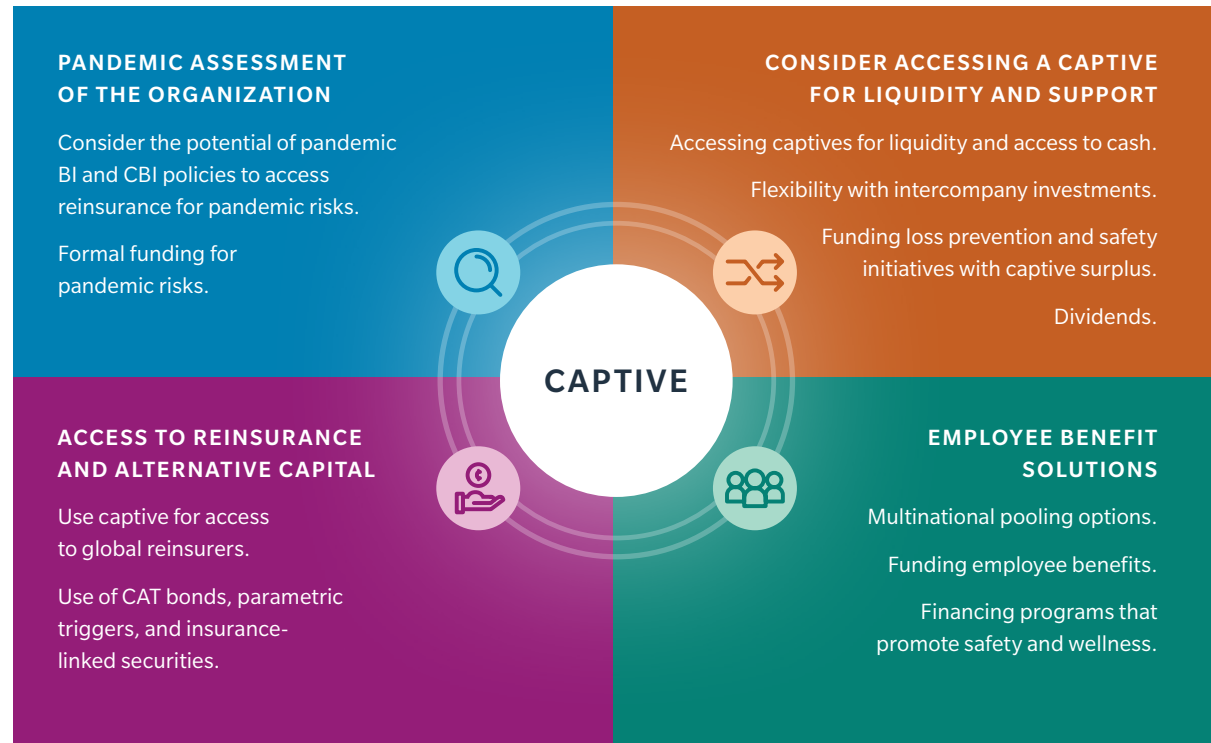 PANDEMIC ASSESSMENT
OF THE ORGANIZATION
Consider the potential of pandemic
BI and CBI policies to access
reinsurance for pandemic risks.
Formal funding for
pandemic risks.
CONSIDER ACCESSING A CAPTIVE
FOR LIQUIDITY AND SUPPORT
Accessing captives for liquidity and access to cash.
Flexibility with intercompany investments.
Funding loss prevention and safety
initiatives with captive surplus.
Dividends.
CAPTIVE
ACCESS TO REINSURANCE
AND ALTERNATIVE CAPITAL
Use captive for access
to global reinsurers.
Use of CAT bonds, parametric
triggers, and insurance-
linked securities.
EMPLOYEE BENEFIT
SOLUTIONS
Multinational pooling options.
Funding employee benefits.
Financing programs that
promote safety and wellness.